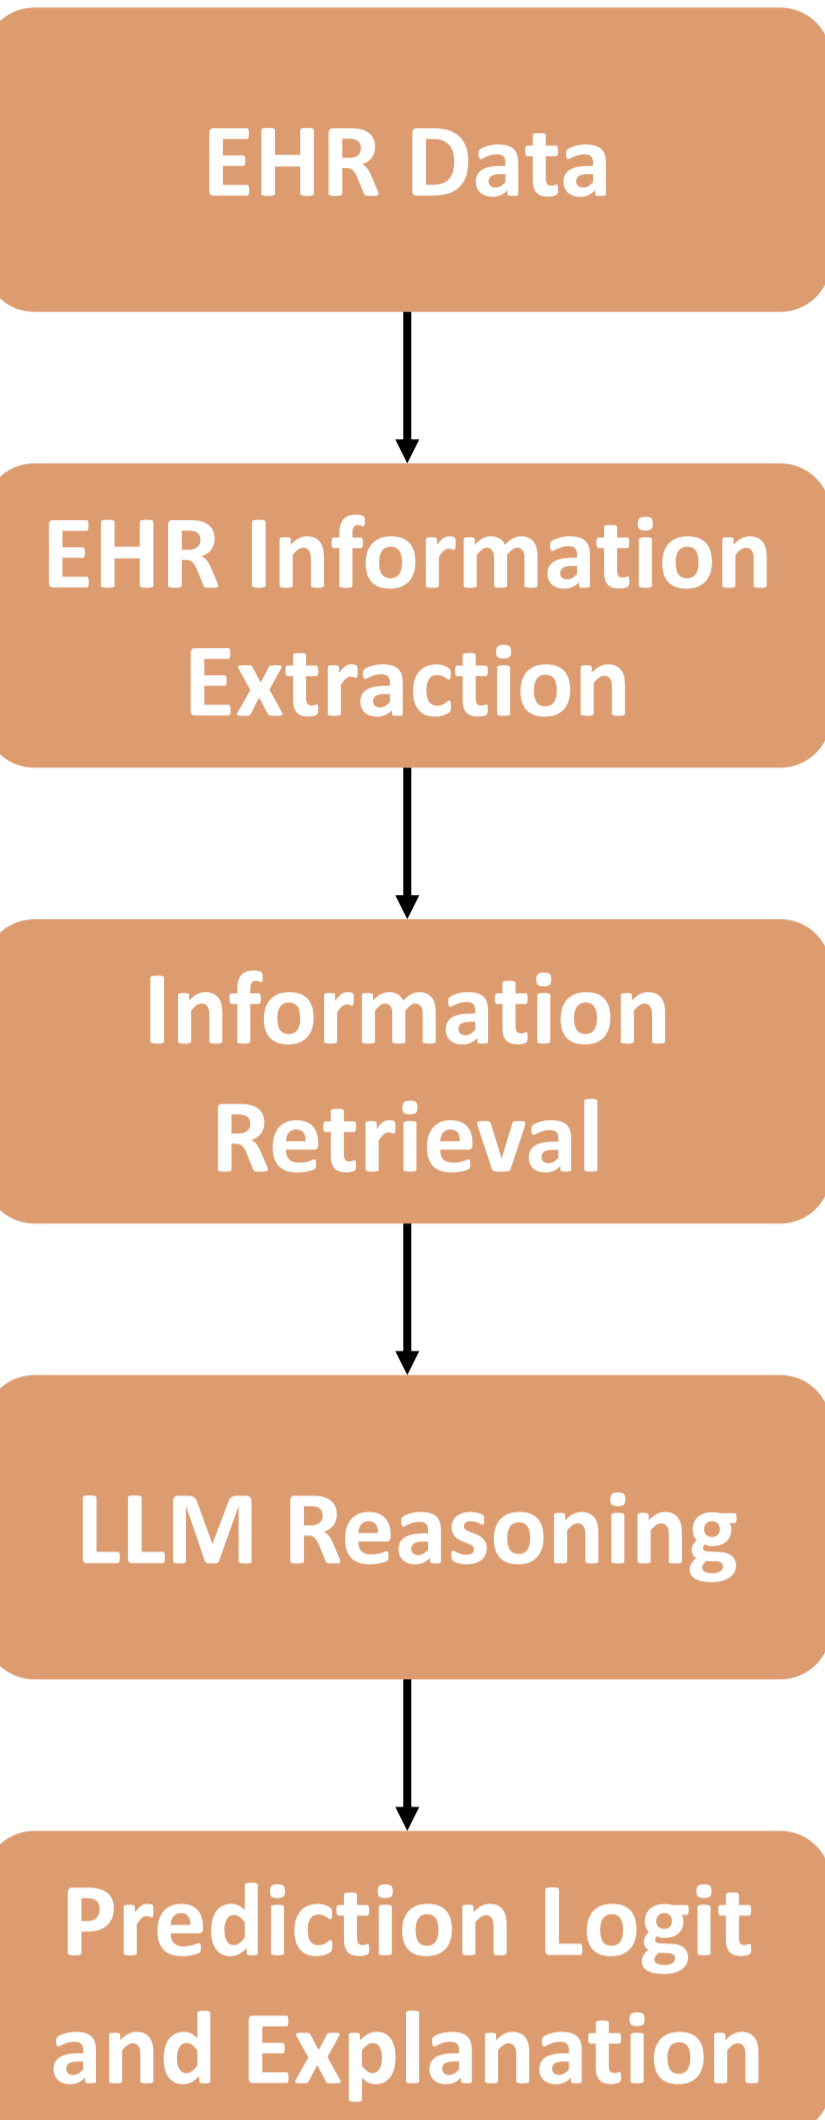 EHR Data
EHR Information
Extraction
Information
Retrieval
LLM Reasoning
Prediction Logit
and Explanation